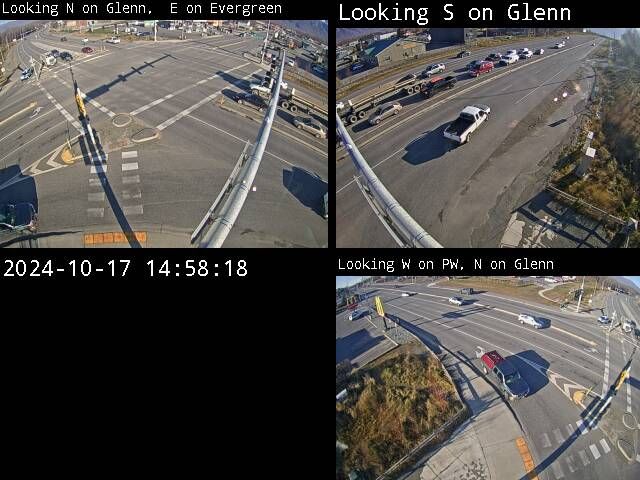 Looking N on Glenn, E on Evergreen
Looking S on Glenn
2024-10-17 14:58:18
Looking W on PW, N on Glenn